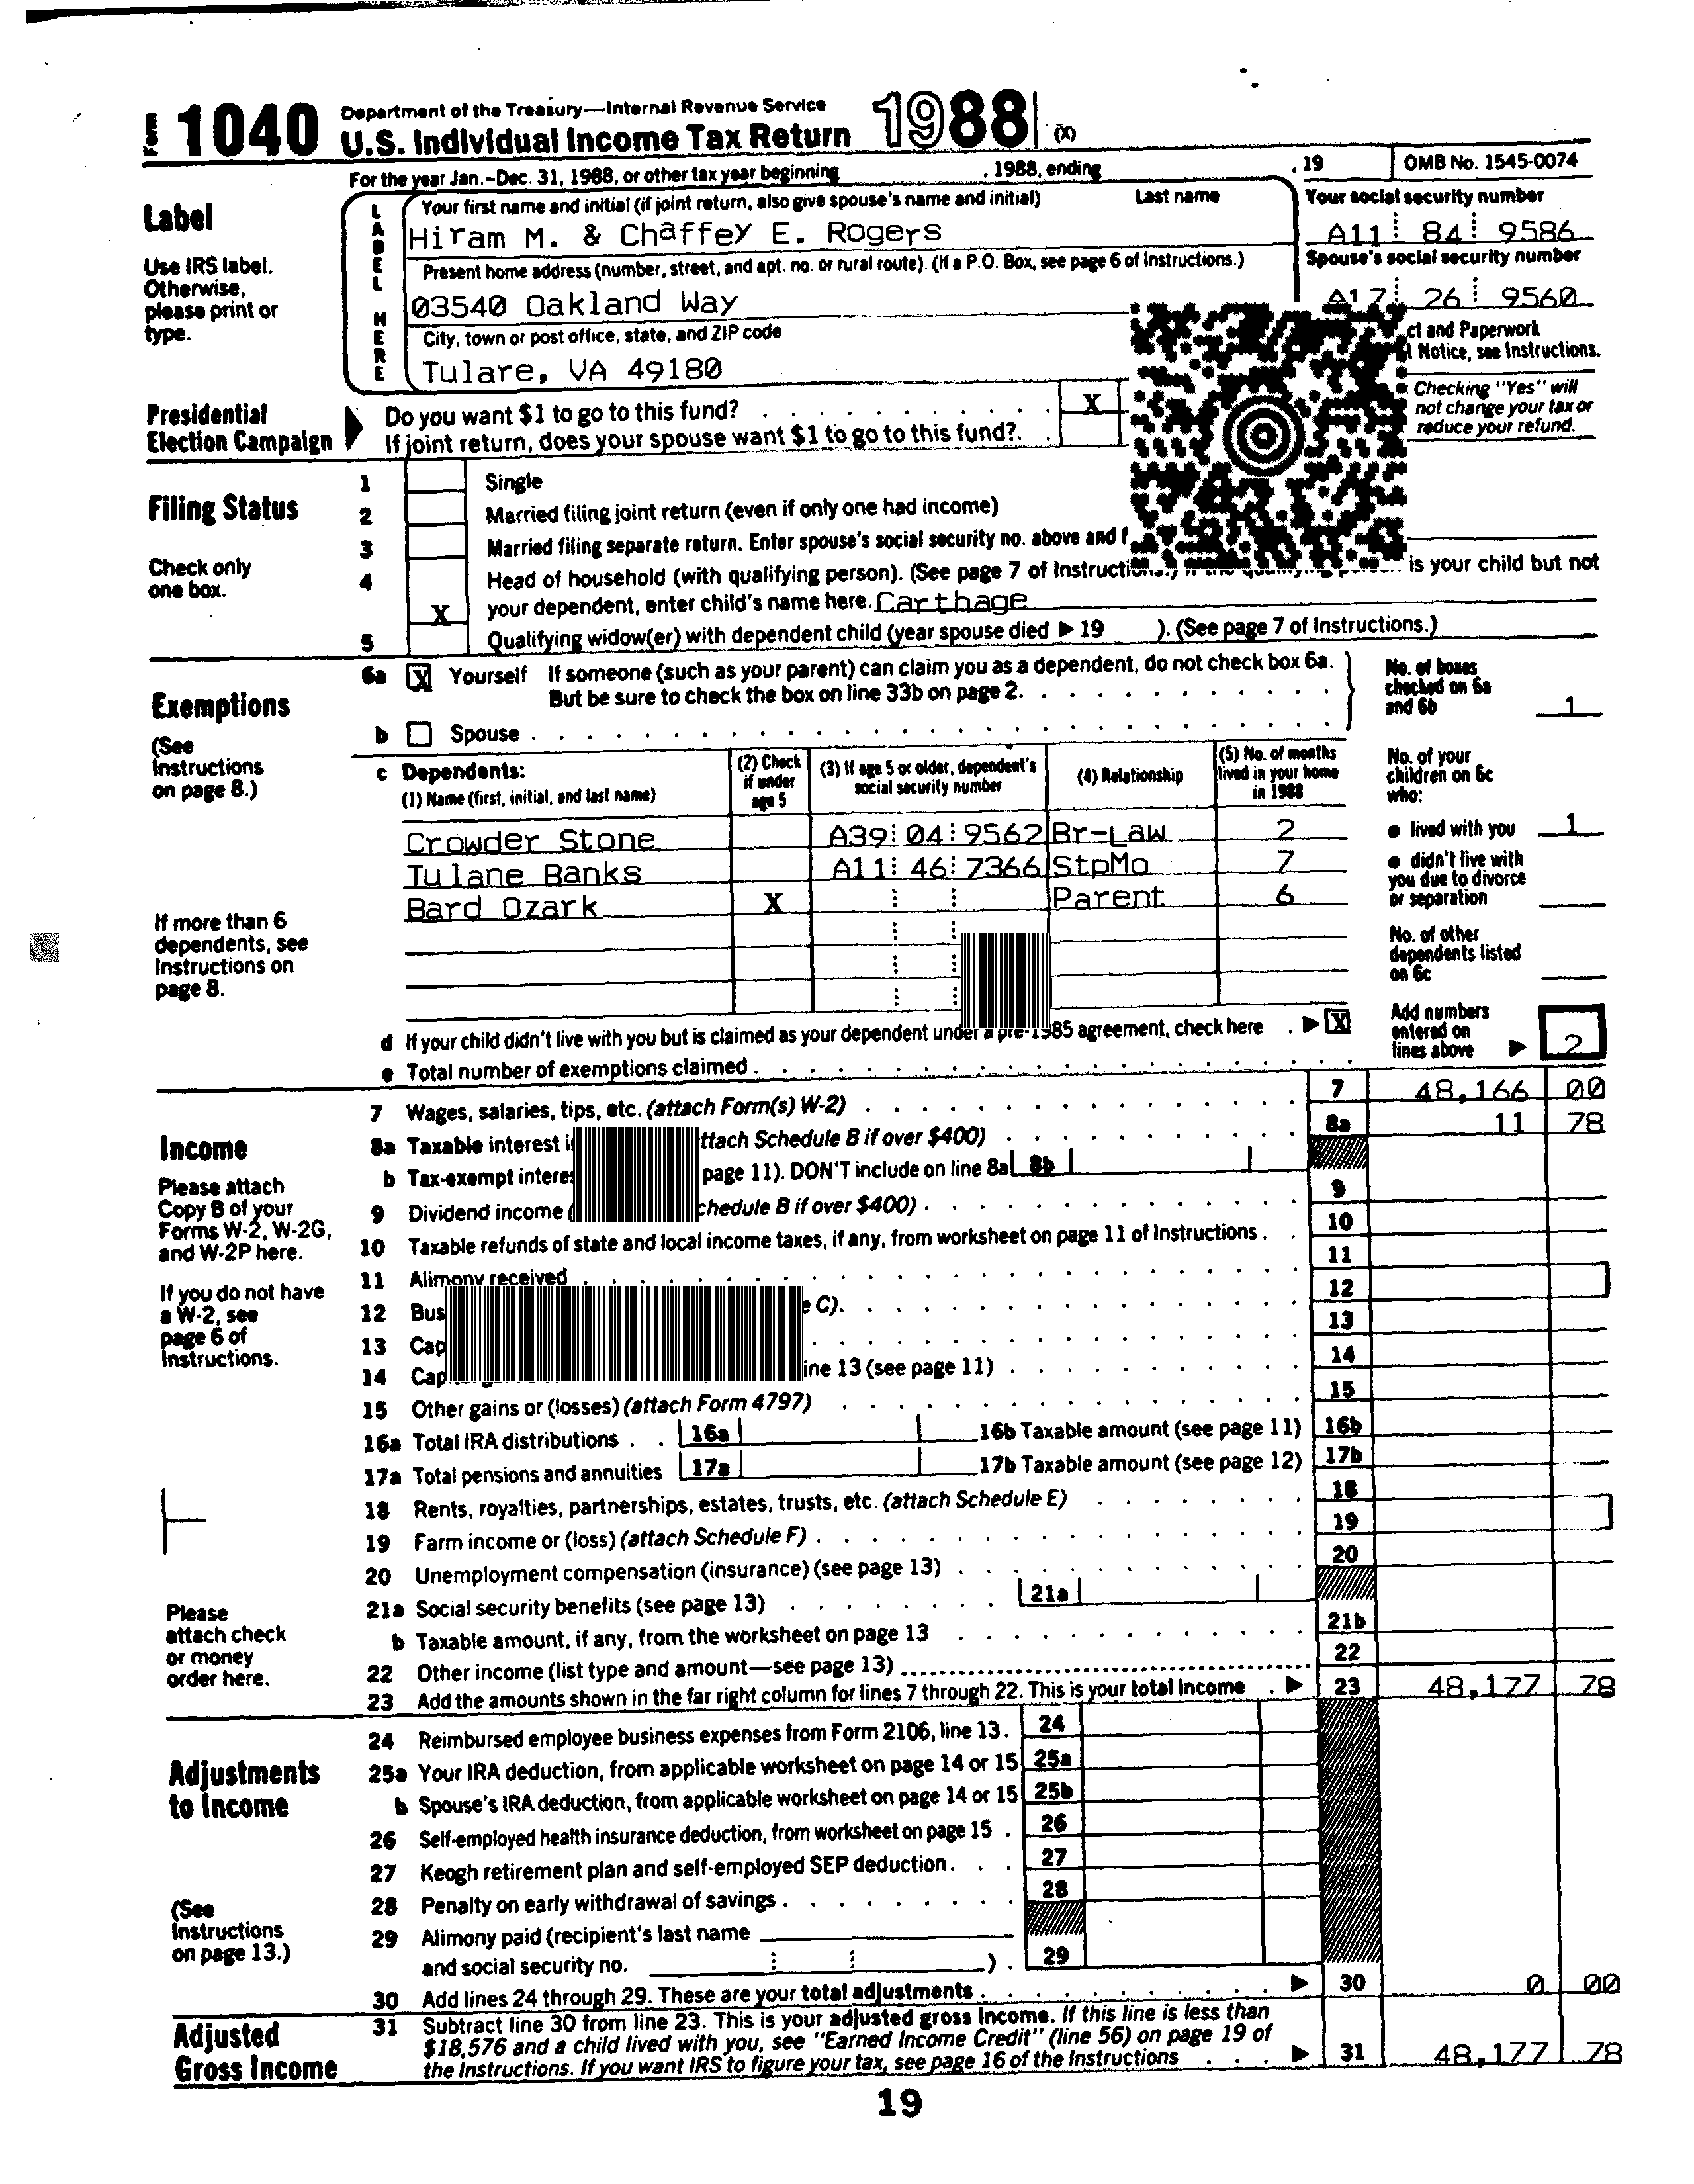 Form 1040 Department of the Treasury—Internal Revenue Service
U.S. Individual Income Tax Return 1988 (X)
For the year Jan.-Dec. 31, 1988, or other tax year beginning , 1988, ending , 19 OMB No. 1545-0074
Label
Use IRS label.
Otherwise,
please print or
type.
LABEL HERE
Your first name and initial (if joint return, also give spouse's name and initial) Last name
Hiram M. & Chaffey E. Rogers
Your social security number
A11 84 9586
Present home address (number, street, and apt. no. or rural route). (If a P.O. Box, see page 6 of Instructions.)
03540 Oakland Way
Spouse's social security number
A17 26 9560
City, town or post office, state, and ZIP code
Tulare, VA 49180
and Paperwork
Notice, see Instructions.
Presidential
Election Campaign
Do you want $1 to go to this fund? . . . . . . . . . X
If joint return, does your spouse want $1 to go to this fund?. .
Checking "Yes" will
not change your tax or
reduce your refund.
Filing Status
Check only
one box.
1 Single
2 Married filing joint return (even if only one had income)
3 Married filing separate return. Enter spouse's social security no. above and
4 Head of household (with qualifying person). (See page 7 of is your child but not
X your dependent, enter child's name here. Carthage
5 Qualifying widow(er) with dependent child (year spouse died ▶ 19 ). (See page 7 of Instructions.)
Exemptions
(See
Instructions
on page 8.)
6a X Yourself If someone (such as your parent) can claim you as a dependent, do not check box 6a.
But be sure to check the box on line 33b on page 2. . . . . . . . . . .
b Spouse . . . . . . . . . . . . . . . . . . . .
No. of boxes
checked on 6a
and 6b 1
c Dependents:
(1) Name (first, initial, and last name)
(2) Check
if under
age 5
(3) If age 5 or older, dependent's
social security number
(4) Relationship
(5) No. of months
lived in your home
in 1988
Crowder Stone A39 04 9562 Br-Law 2
Tulane Banks A11 46 7366 StpMo 7
Bard Ozark X Parent 6
No. of your
children on 6c
who:
● lived with you 1
● didn't live with
you due to divorce
or separation
No. of other
dependents listed
on 6c
If more than 6
dependents, see
Instructions on
page 8.
d If your child didn't live with you but is claimed as your dependent under a pre-1985 agreement, check here . ▶ X
e Total number of exemptions claimed . . . . . . . . . . . . . . . .
Add numbers
entered on
lines above ▶ 2
Income
Please attach
Copy B of your
Forms W-2, W-2G,
and W-2P here.
If you do not have
a W-2, see
page 6 of
Instructions.
7 Wages, salaries, tips, etc. (attach Form(s) W-2) . . . . . . . . . . . . . 7 48,166 00
8a Taxable interest Schedule B if over $400) . . . . . . . . . 8a 11 78
b Tax-exempt page 11). DON'T include on line 8a 8b
9 Dividend income B if over $400) . . . . . . . . . . . 9
10 Taxable refunds of state and local income taxes, if any, from worksheet on page 11 of Instructions . . 10
11 Alimony received . . . . . . . . . . . . . . . . . . . 11
12 C). . . . . . . . . . . . . . 12
13 . . . . . . . . . . . . . 13
14 13 (see page 11) . . . . . . . . . 14
15 Other gains or (losses) (attach Form 4797) . . . . . . . . . . . . . 15
16a Total IRA distributions . . 16a 16b Taxable amount (see page 11) 16b
17a Total pensions and annuities 17a 17b Taxable amount (see page 12) 17b
18 Rents, royalties, partnerships, estates, trusts, etc. (attach Schedule E) . . . . . . 18
19 Farm income or (loss) (attach Schedule F) . . . . . . . . . . . . . 19
20 Unemployment compensation (insurance) (see page 13) . . . . . . . . . . 20
21a Social security benefits (see page 13) . . . . . . . 21a
b Taxable amount, if any, from the worksheet on page 13 . . . . . . . . . . 21b
22 Other income (list type and amount—see page 13) 22
23 Add the amounts shown in the far right column for lines 7 through 22. This is your total income . ▶ 23 48,177 78
Please
attach check
or money
order here.
Adjustments
to Income
(See
Instructions
on page 13.)
24 Reimbursed employee business expenses from Form 2106, line 13 . 24
25a Your IRA deduction, from applicable worksheet on page 14 or 15 25a
b Spouse's IRA deduction, from applicable worksheet on page 14 or 15 25b
26 Self-employed health insurance deduction, from worksheet on page 15 . 26
27 Keogh retirement plan and self-employed SEP deduction . . . 27
28 Penalty on early withdrawal of savings . . . . . . . . 28
29 Alimony paid (recipient's last name
and social security no. ) . 29
30 Add lines 24 through 29. These are your total adjustments . . . . . . . . . ▶ 30 0 00
Adjusted
Gross Income
31 Subtract line 30 from line 23. This is your adjusted gross income. If this line is less than
$18,576 and a child lived with you, see "Earned Income Credit" (line 56) on page 19 of
the Instructions. If you want IRS to figure your tax, see page 16 of the Instructions . . . ▶ 31 48,177 78
19